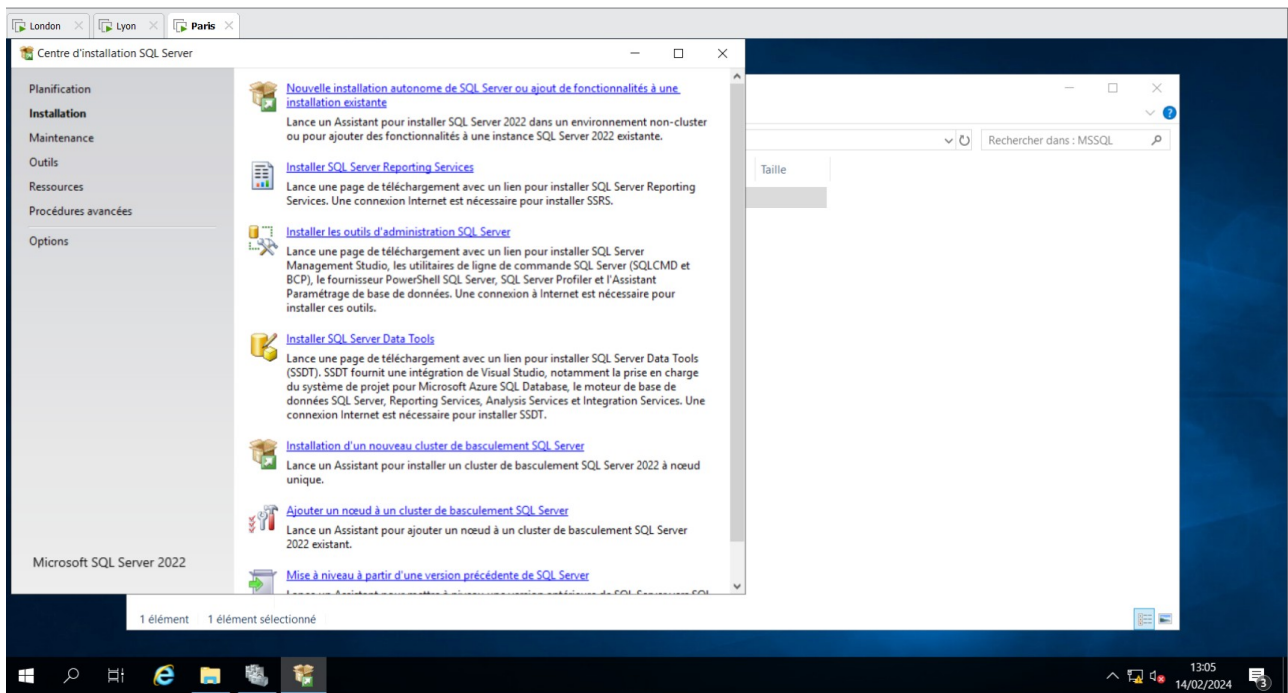 London
Lyon
Paris
Centre d'installation SQL Server
Planification
Installation
Maintenance
Outils
Ressources
Procédures avancées
Options
Microsoft SQL Server 2022
Nouvelle installation autonome de SQL Server ou ajout de fonctionnalités à une
installation existante
Lance un Assistant pour installer SQL Server 2022 dans un environnement non-cluster
ou pour ajouter des fonctionnalités à une instance SQL Server 2022 existante.
Installer SQL Server Reporting Services
Lance une page de téléchargement avec un lien pour installer SQL Server Reporting
Services. Une connexion Internet est nécessaire pour installer SSRS.
Installer les outils d'administration SQL Server
Lance une page de téléchargement avec un lien pour installer SQL Server
Management Studio, les utilitaires de ligne de commande SQL Server (SQLCMD et
BCP), le fournisseur PowerShell SQL Server, SQL Server Profiler et l'Assistant
Paramétrage de base de données. Une connexion à Internet est nécessaire pour
installer ces outils.
Installer SQL Server Data Tools
Lance une page de téléchargement avec un lien pour installer SQL Server Data Tools
(SSDT). SSDT fournit une intégration de Visual Studio, notamment la prise en charge
du système de projet pour Microsoft Azure SQL Database, le moteur de base de
données SQL Server, Reporting Services, Analysis Services et Integration Services. Une
connexion Internet est nécessaire pour installer SSDT.
Installation d'un nouveau cluster de basculement SQL Server
Lance un Assistant pour installer un cluster de basculement SQL Server 2022 à nœud
unique.
Ajouter un nœud à un cluster de basculement SQL Server
Lance un Assistant pour ajouter un nœud à un cluster de basculement SQL Server
2022 existant.
Mise à niveau à partir d'une version précédente de SQL Server
Rechercher dans : MSSQL
Taille
1 élément
1 élément sélectionné
13:05
14/02/2024
3